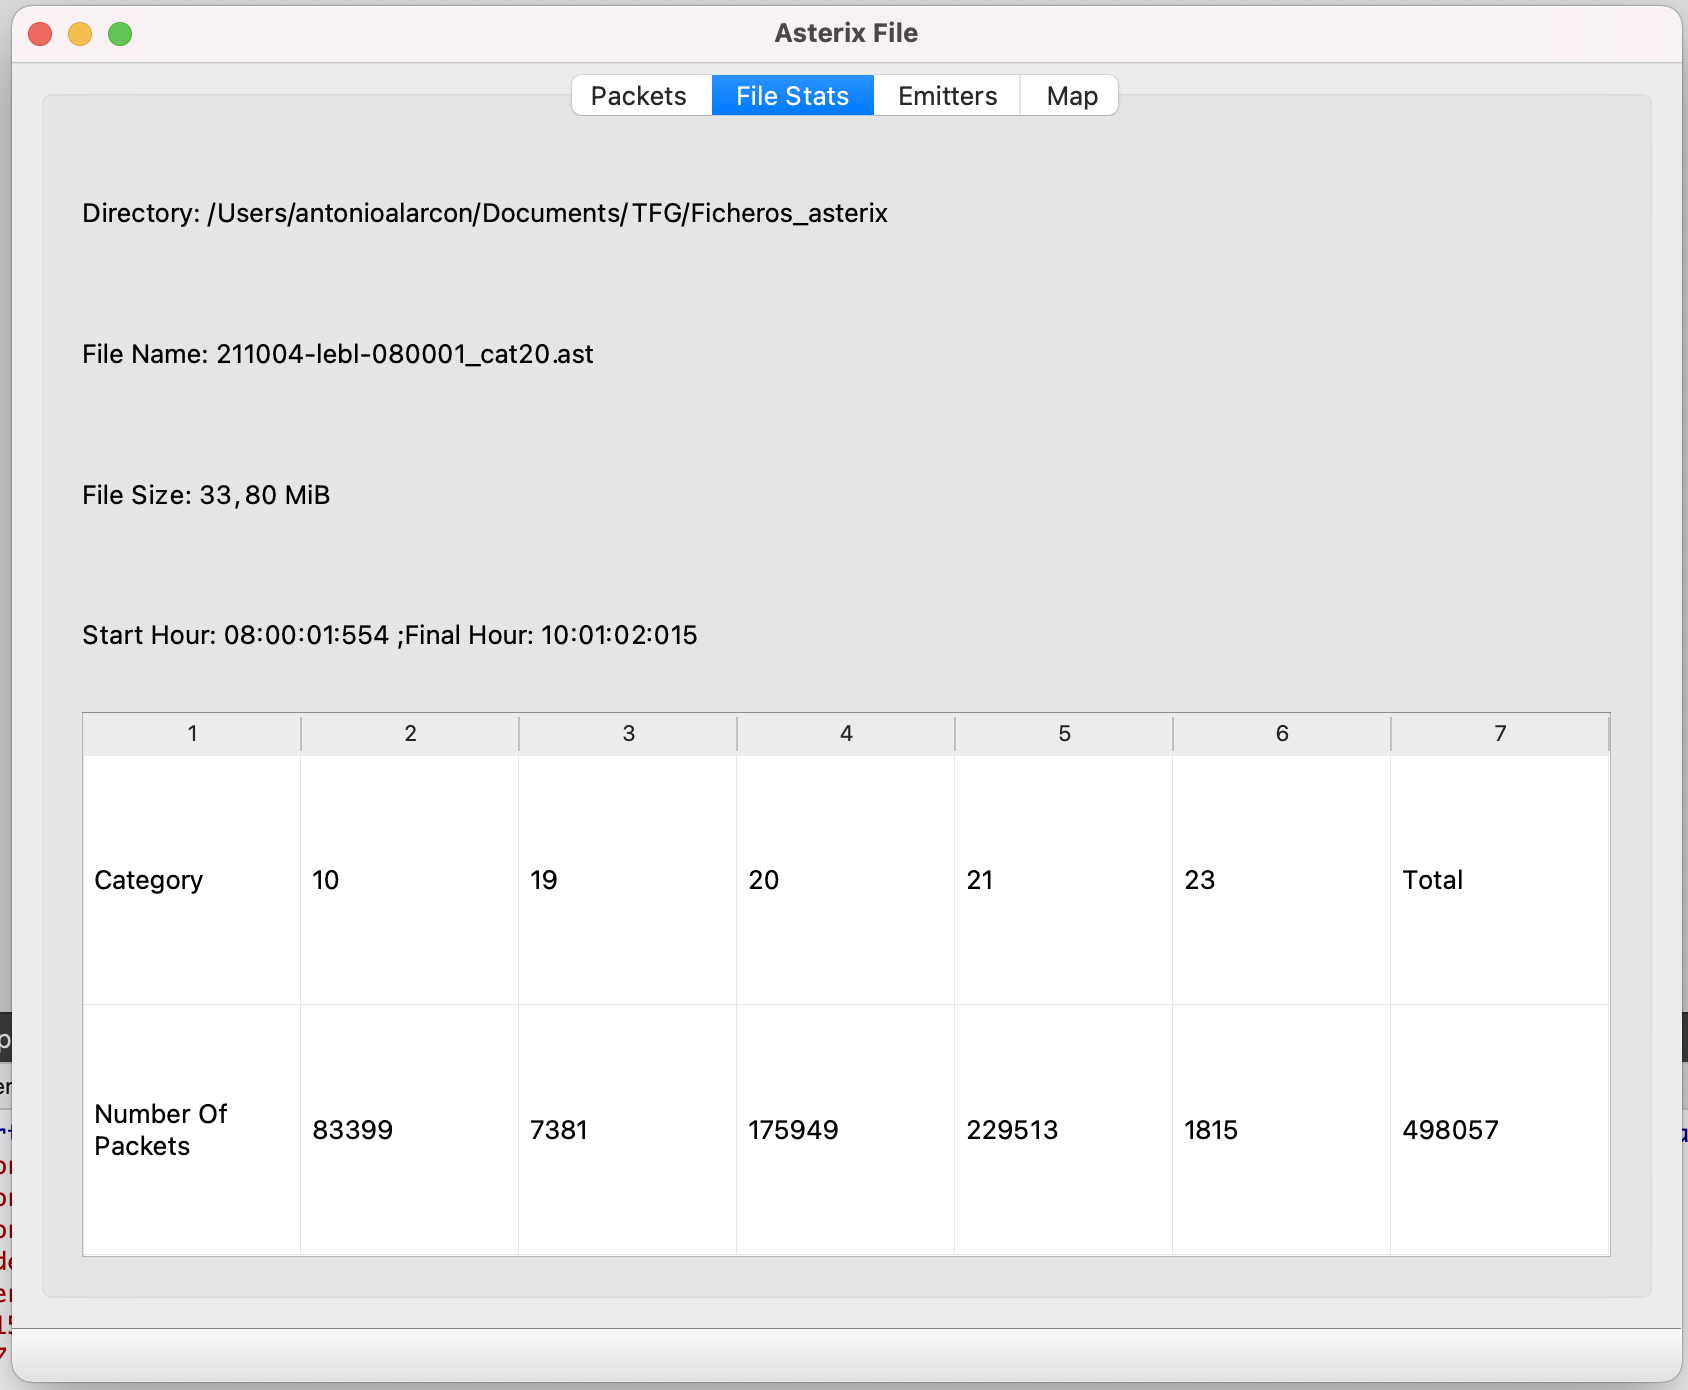 Asterix File
Packets File Stats Emitters Map
Directory: /Users/antonioalarcon/Documents/TFG/Ficheros_asterix
File Name: 211004-lebl-080001_cat20.ast
File Size: 33,80 MiB
Start Hour: 08:00:01:554 ;Final Hour: 10:01:02:015
1 2 3 4 5 6 7
Category 10 19 20 21 23 Total
Number Of
Packets 83399 7381 175949 229513 1815 498057